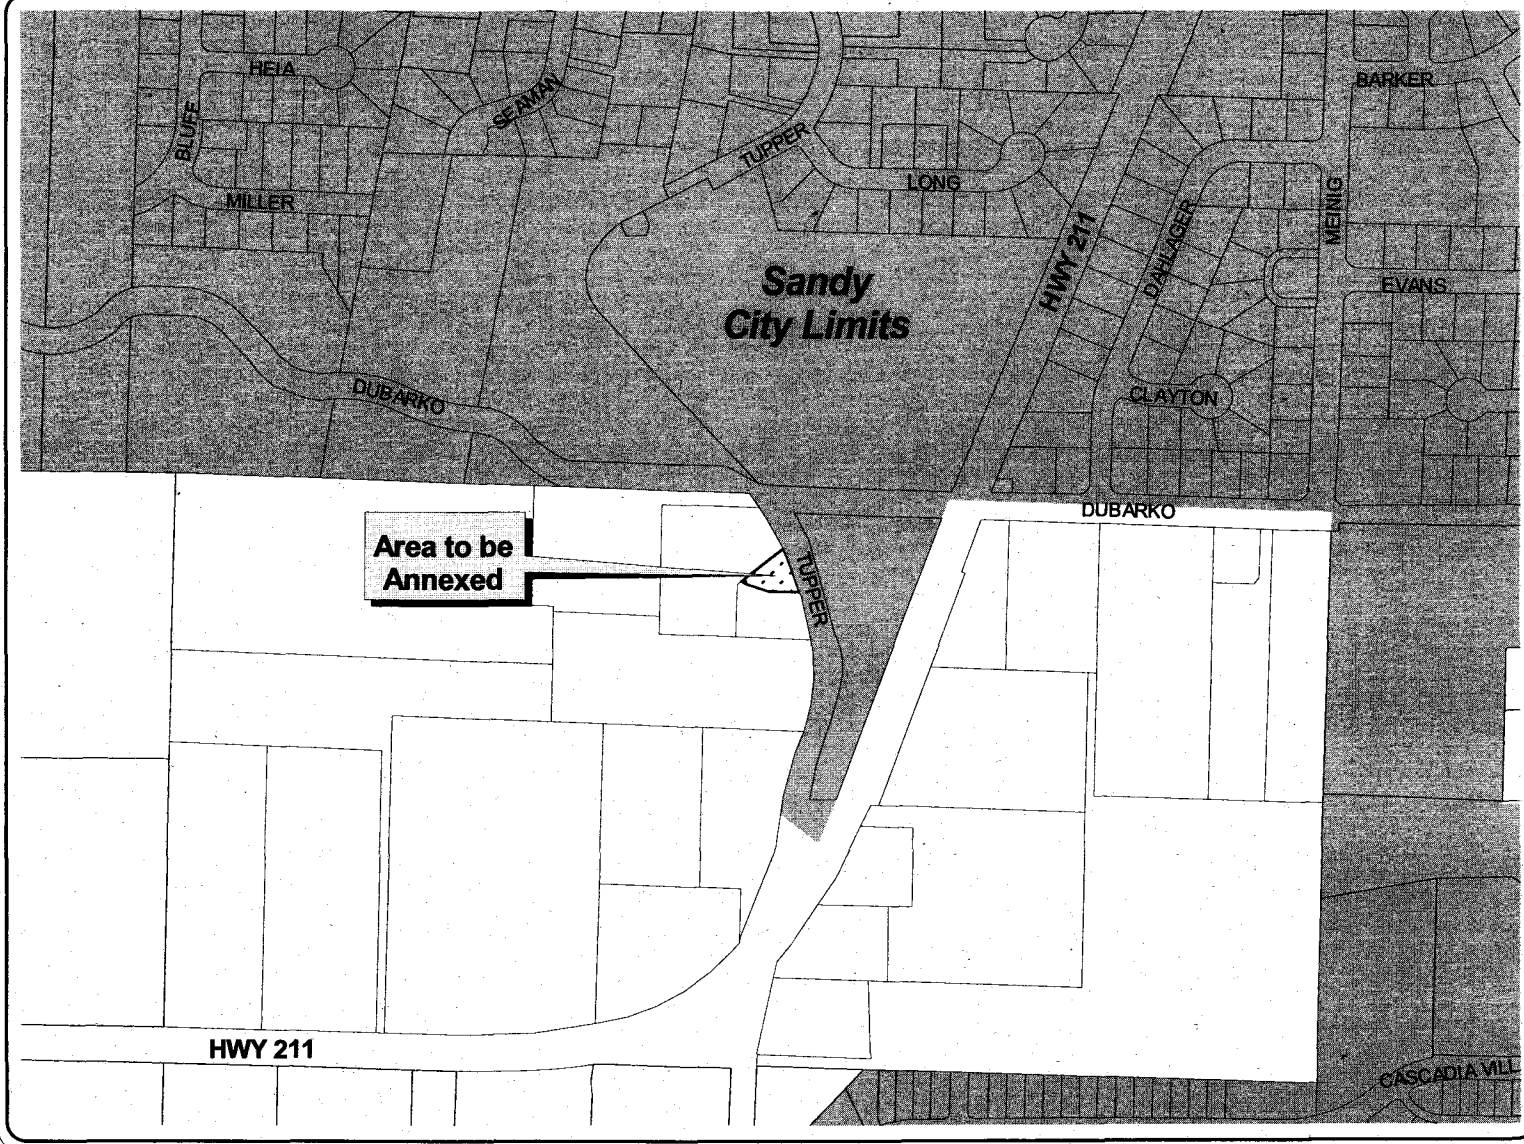 HEIA
SEAMAN
BARKER
BLUFF
TUPPER
LONG
MILLER
MEINIG
HWY 211
DAHLAGER
Sandy
City Limits
EVANS
DUBARKO
CLAYTON
DUBARKO
Area to be
Annexed
TUPPER
HWY 211
CASCADIA VILL